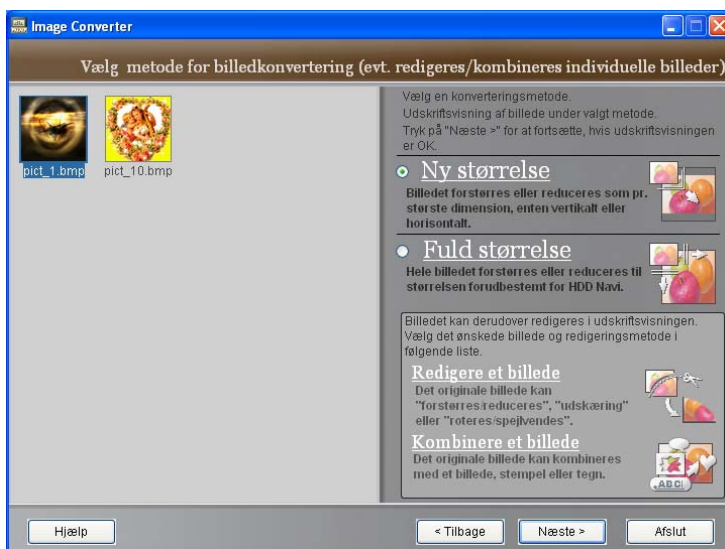 Image Converter
Vælg metode for billedkonvertering (evt. redigeres/kombineres individuelle billeder)
pict_1.bmp
pict_10.bmp
Vælg en konverteringsmetode.
Udskriftsvisning af billede under valgt metode.
Tryk på "Næste >" for at fortsætte, hvis udskriftsvisningen
er OK.
Ny størrelse
Billedet forstørres eller reduceres som pr.
største dimension, enten vertikalt eller
horisontalt.
Fuld størrelse
Hele billedet forstørres eller reduceres til
størrelsen forudbestemt for HDD Navi.
Billedet kan derudover redigeres i udskriftsvisningen.
Vælg det ønskede billede og redigeringsmetode i
følgende liste.
Redigere et billede
Det originale billede kan
"forstørres/reduceres", "udskæring"
eller "roteres/spejlvendes".
Kombinere et billede
Det originale billede kan kombineres
med et billede, stempel eller tegn.
ABC
Hjælp
< Tilbage
Næste >
Afslut